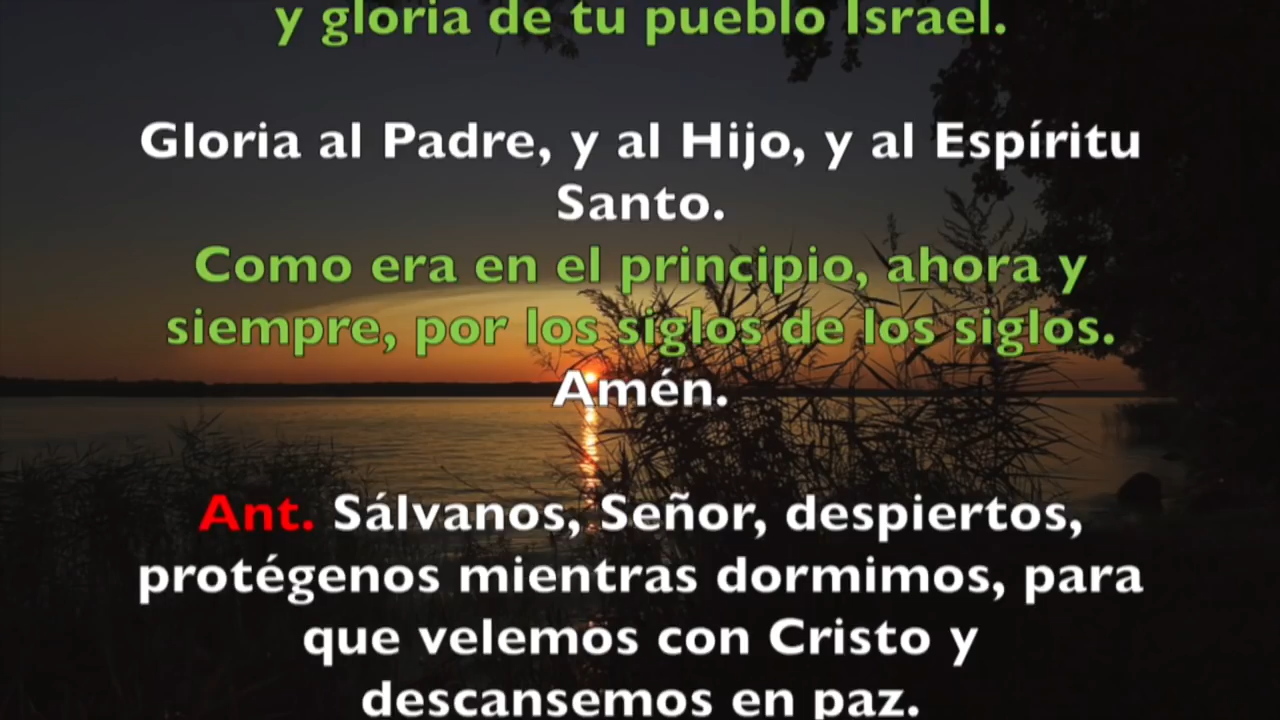 y gloria de tu pueblo Israel.
Gloria al Padre, y al Hijo, y al Espíritu
Santo.
Como era en el principio, ahora y
siempre, por los siglos de los siglos.
Amén.
Ant. Sálvanos, Señor, despiertos,
protégenos mientras dormimos, para
que velemos con Cristo y
descansemos en paz.